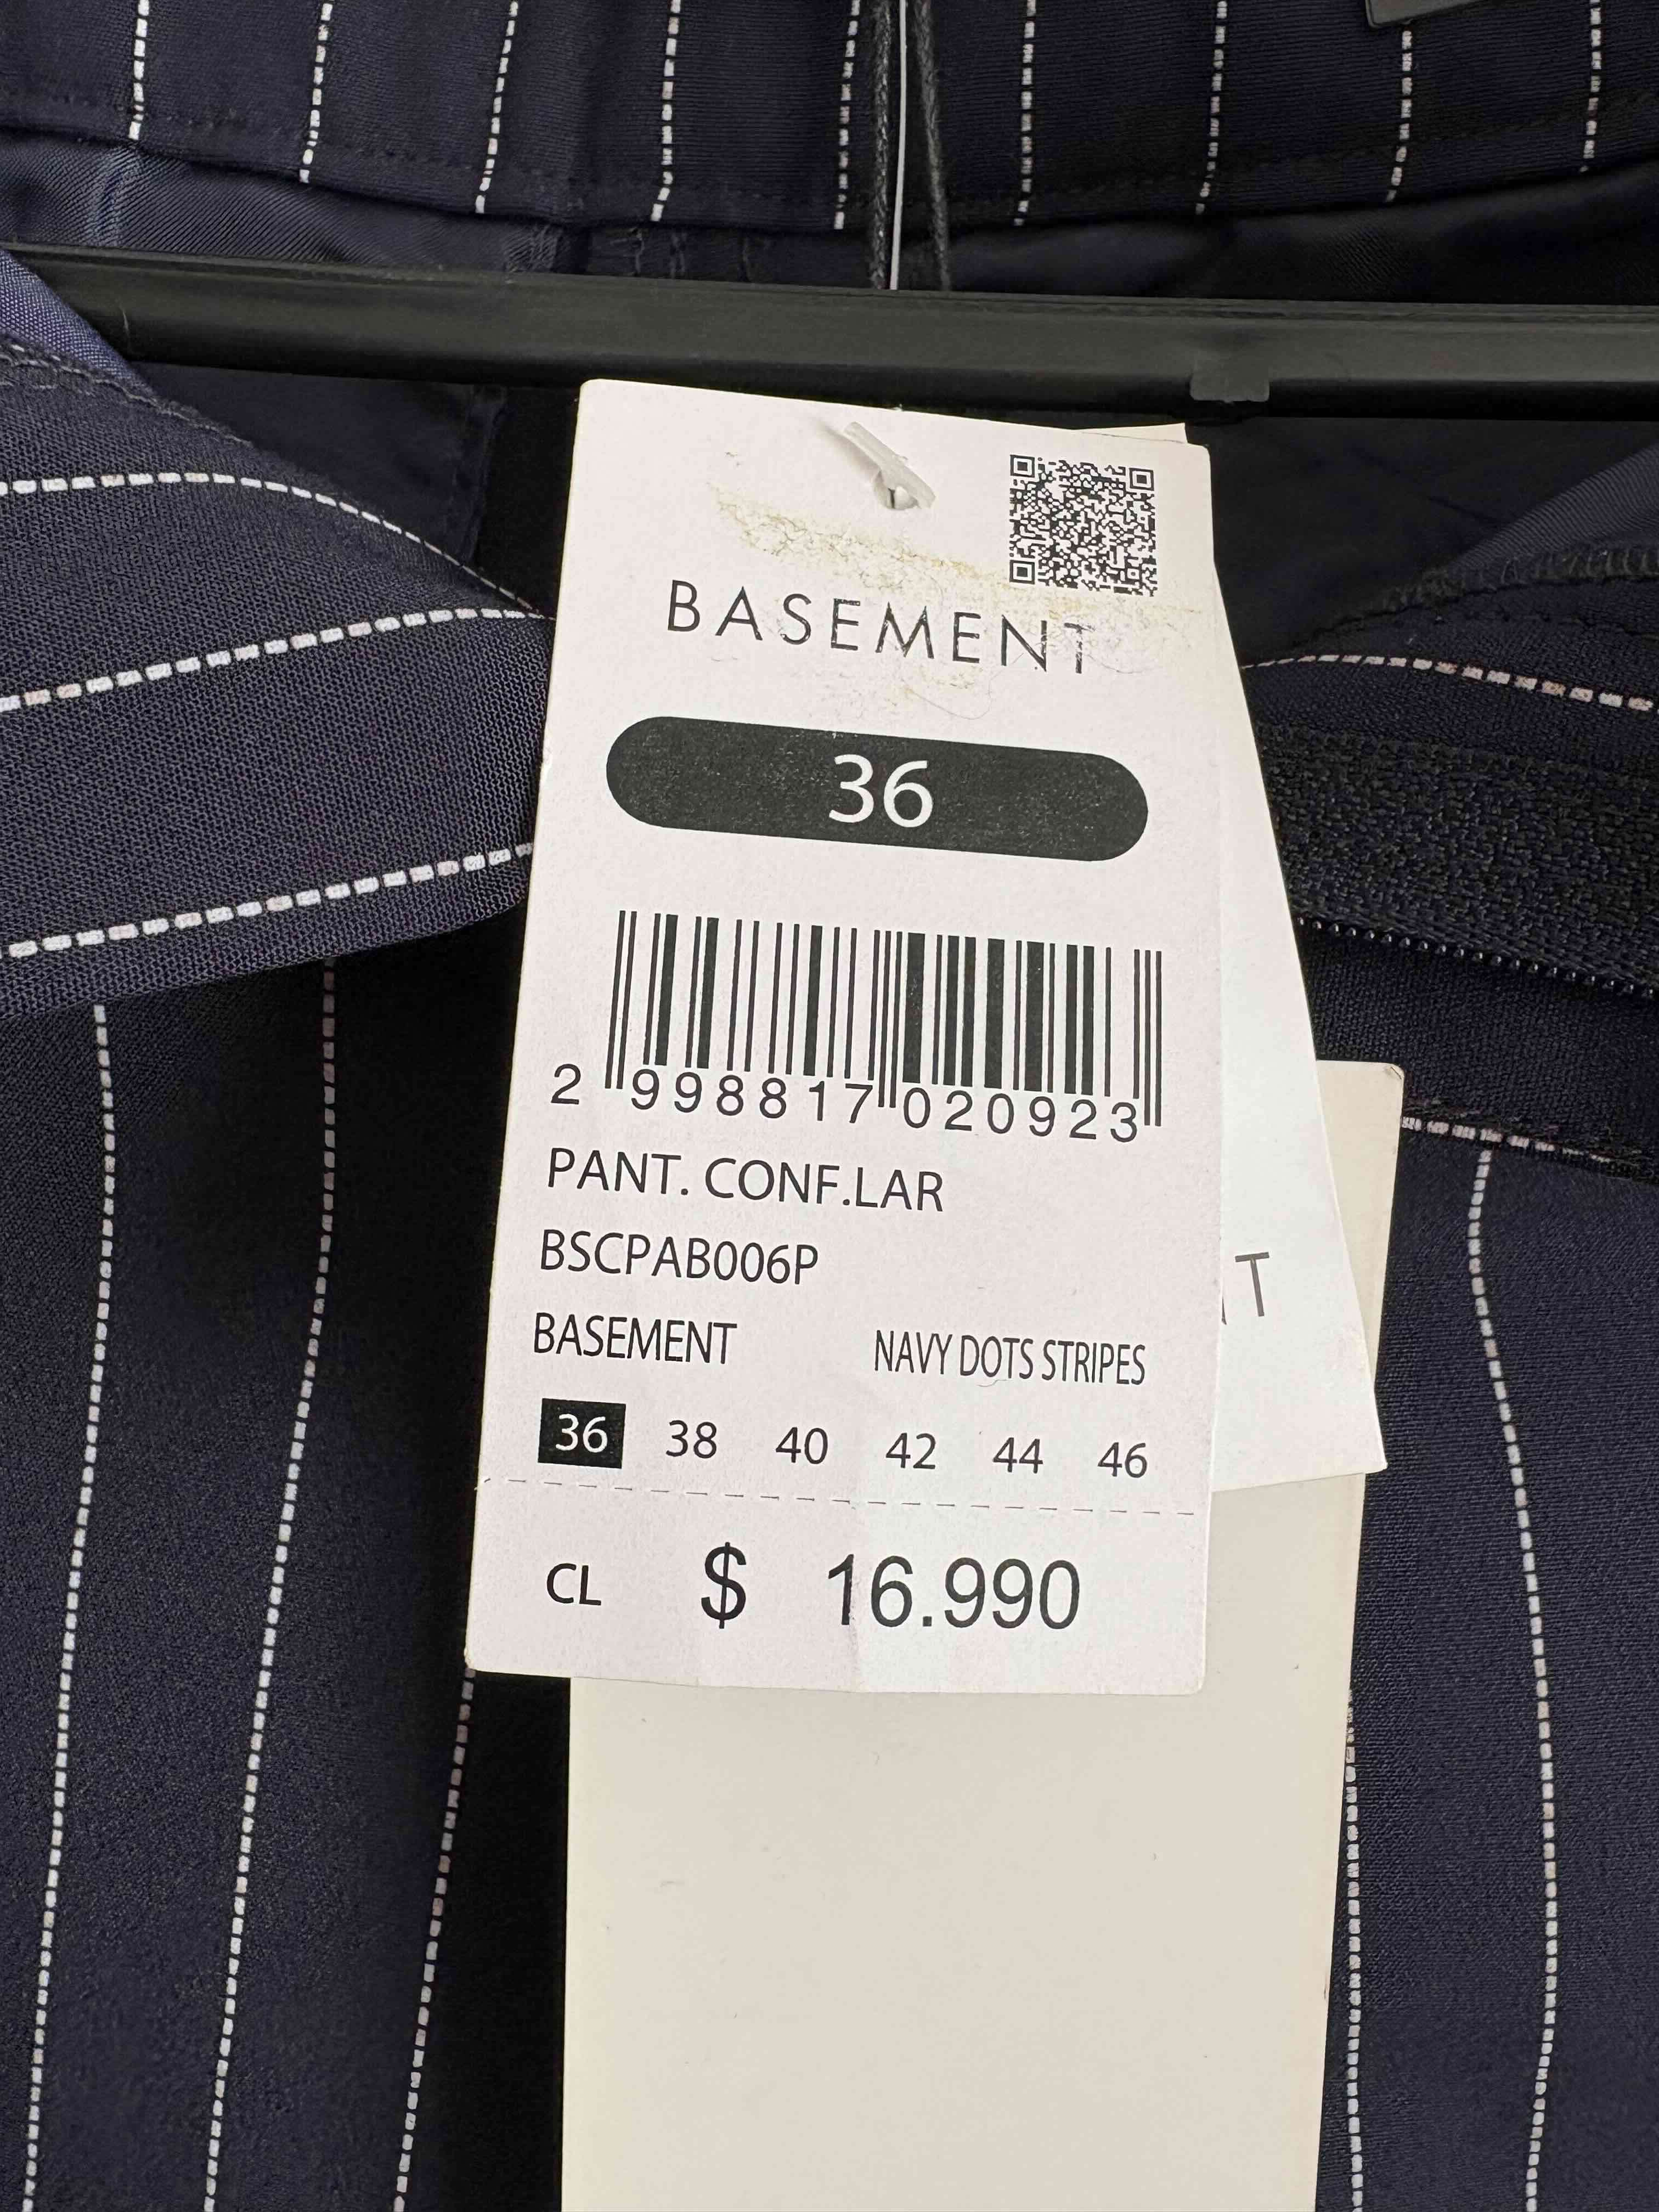 BASEMENT
36
2 998817 020923
PANT. CONF.LAR
BSCPAB006P
BASEMENT NAVY DOTS STRIPES
36 38 40 42 44 46
CL $ 16.990
T